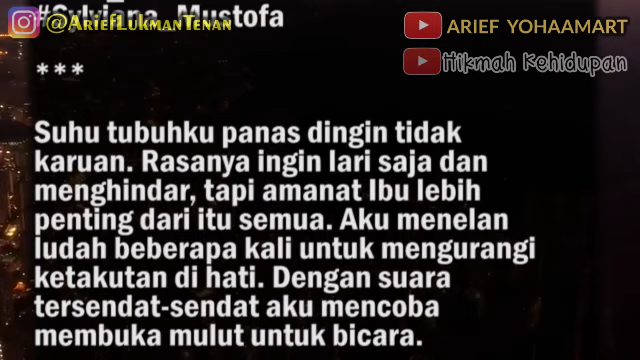 #Sylviana_Mustofa
@AriefLukmanTenan
ARIEF YOHAAMART
Hikmah Kehidupan
***
Suhu tubuhku panas dingin tidak
karuan. Rasanya ingin lari saja dan
menghindar, tapi amanat Ibu lebih
penting dari itu semua. Aku menelan
ludah beberapa kali untuk mengurangi
ketakutan di hati. Dengan suara
tersendat-sendat aku mencoba
membuka mulut untuk bicara.